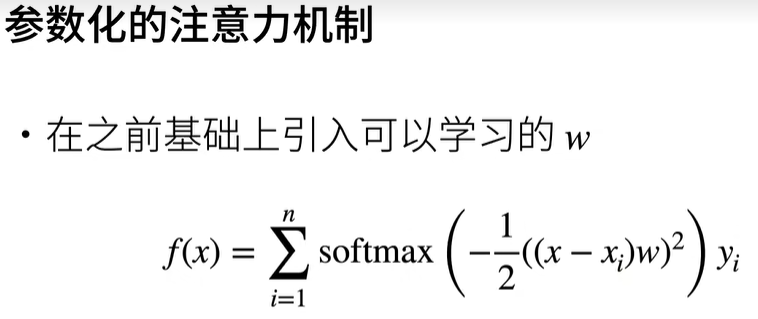 参数化的注意力机制
• 在之前基础上引入可以学习的 w
f(x) = \sum_{i=1}^{n} softmax \left( -\frac{1}{2}((x - x_i)w)^2 \right) y_i